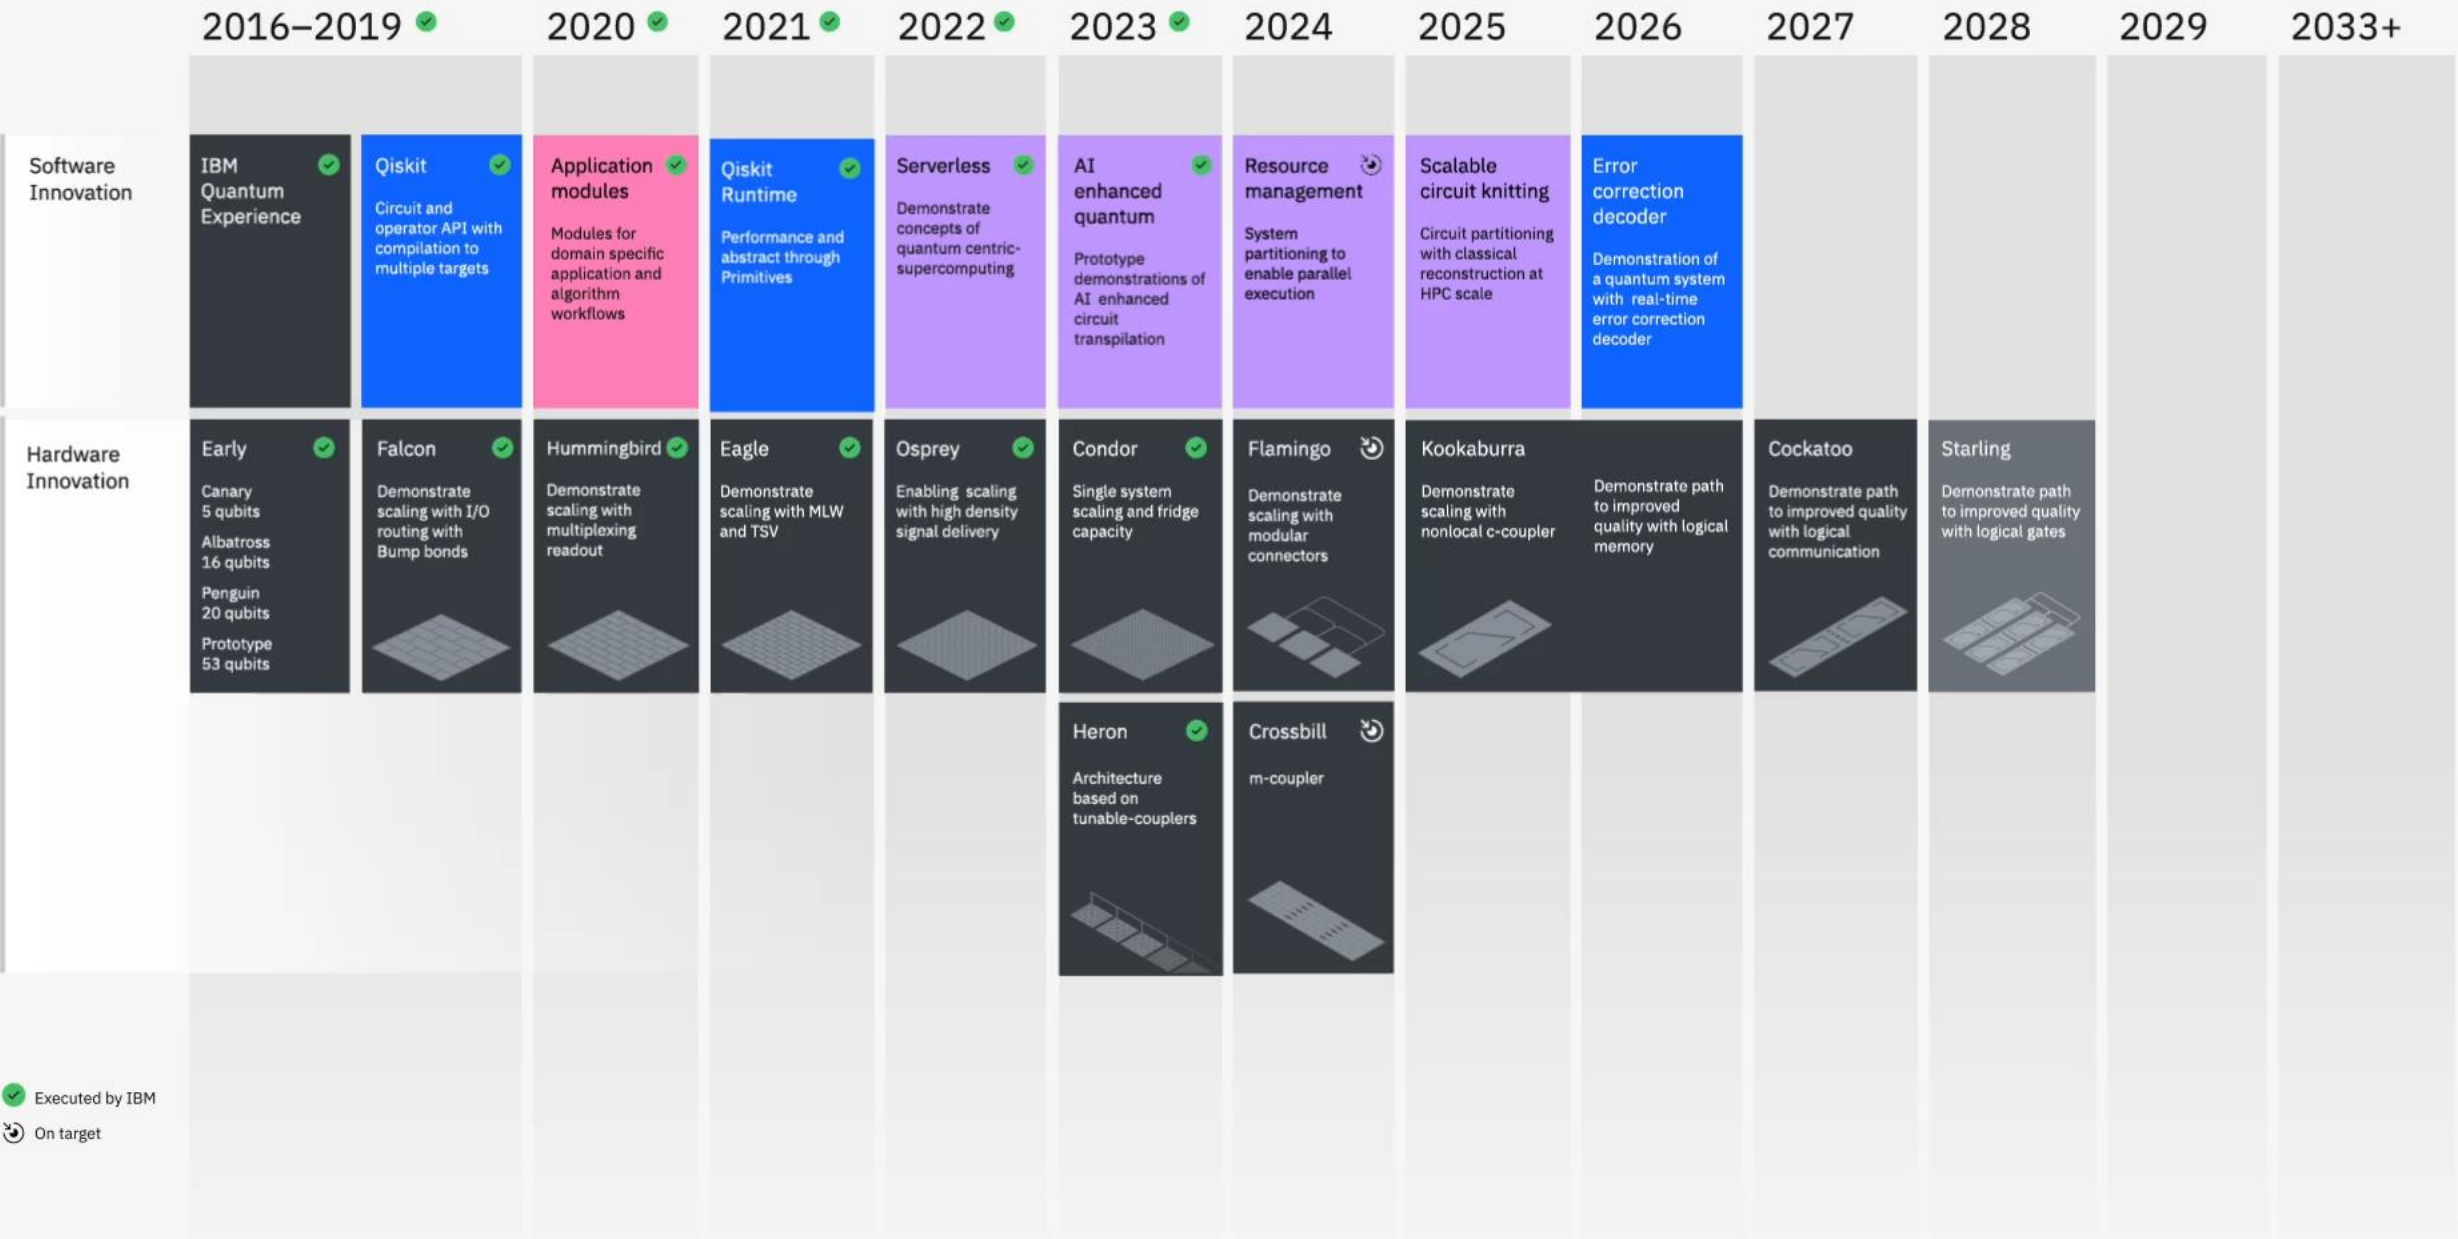 2016–2019
2020
2021
2022
2023
2024
2025
2026
2027
2028
2029
2033+
Software
Innovation
IBM
Quantum
Experience
Qiskit
Circuit and
operator API with
compilation to
multiple targets
Application
modules
Modules for
domain specific
application and
algorithm
workflows
Qiskit
Runtime
Performance and
abstract through
Primitives
Serverless
Demonstrate
concepts of
quantum centric-
supercomputing
AI
enhanced
quantum
Prototype
demonstrations of
AI enhanced
circuit
transpilation
Resource
management
System
partitioning to
enable parallel
execution
Scalable
circuit knitting
Circuit partitioning
with classical
reconstruction at
HPC scale
Error
correction
decoder
Demonstration of
a quantum system
with real-time
error correction
decoder
Hardware
Innovation
Early
Canary
5 qubits
Albatross
16 qubits
Penguin
20 qubits
Prototype
53 qubits
Falcon
Demonstrate
scaling with I/O
routing with
Bump bonds
Hummingbird
Demonstrate
scaling with
multiplexing
readout
Eagle
Demonstrate
scaling with MLW
and TSV
Osprey
Enabling scaling
with high density
signal delivery
Condor
Single system
scaling and fridge
capacity
Flamingo
Demonstrate
scaling with
modular
connectors
Kookaburra
Demonstrate
scaling with
nonlocal c-coupler
Demonstrate path
to improved
quality with logical
memory
Cockatoo
Demonstrate path
to improved quality
with logical
communication
Starling
Demonstrate path
to improved quality
with logical gates
Heron
Architecture
based on
tunable-couplers
Crossbill
m-coupler
Executed by IBM
On target